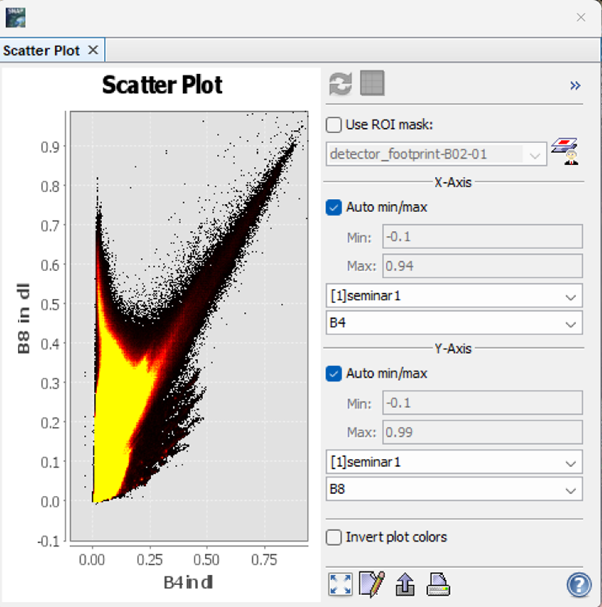 Scatter Plot ×
Scatter Plot
0.9
0.8
0.7
0.6
0.5
0.4
0.3
0.2
0.1
0.0
-0.1
B8 in dl
0.00 0.25 0.50 0.75
B4 in dl
»
Use ROI mask:
detector_footprint-B02-01
X-Axis
Auto min/max
Min: -0.1
Max: 0.94
[1]seminar1
B4
Y-Axis
Auto min/max
Min: -0.1
Max: 0.99
[1]seminar1
B8
Invert plot colors
?